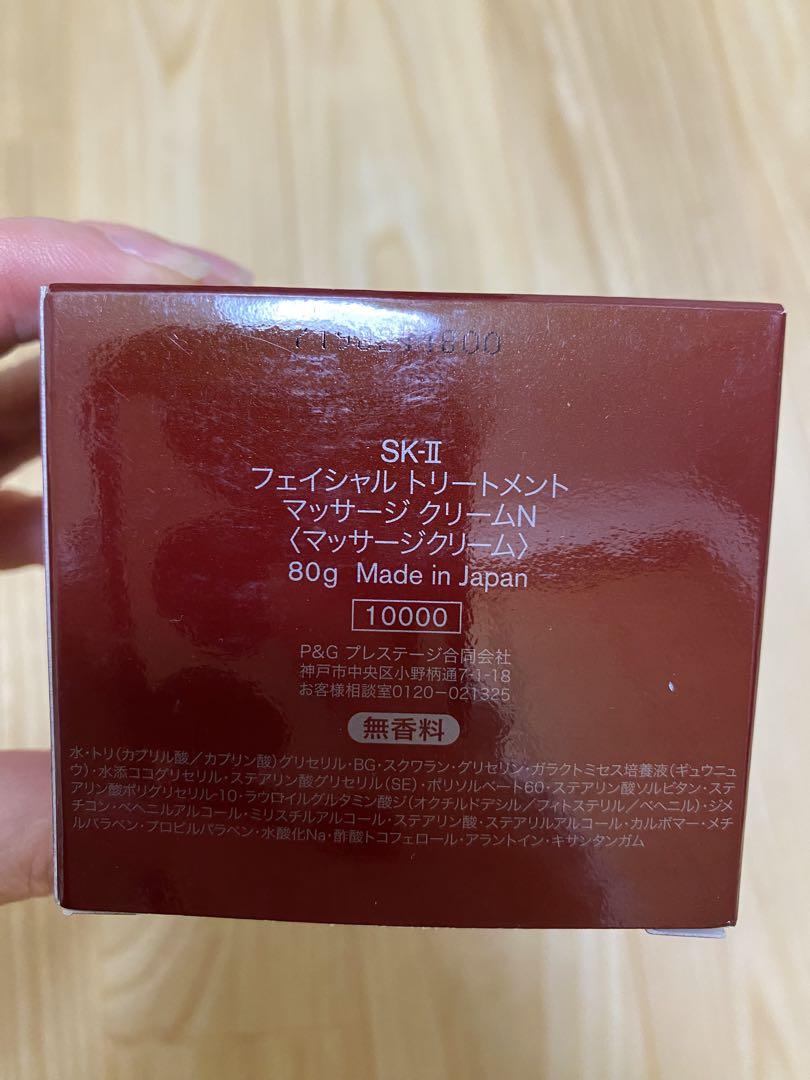 SK-II
フェイシャル トリートメント
マッサージ クリームN
〈マッサージクリーム〉
80g Made in Japan
10000
P&G プレステージ合同会社
神戸市中央区小野柄通7-1-18
お客様相談室0120-021325
無香料
水・トリ(カプリル酸/カプリン酸)グリセリル・BG・スクワラン・グリセリン・ガラクトミセス培養液(ギュウニュ
ウ)・水添ココグリセリル・ステアリン酸グリセリル(SE)・ポリソルベート60・ステアリン酸ソルビタン・ステ
アリン酸ポリグリセリル-10・ラウロイルグルタミン酸ジ(オクチルドデシル/フィトステリル/ベヘニル)・ジメ
チコン・ベヘニルアルコール・ミリスチルアルコール・ステアリン酸・ステアリルアルコール・カルボマー・メチ
ルパラベン・プロピルパラベン・水酸化Na・酢酸トコフェロール・アラントイン・キサンタンガム